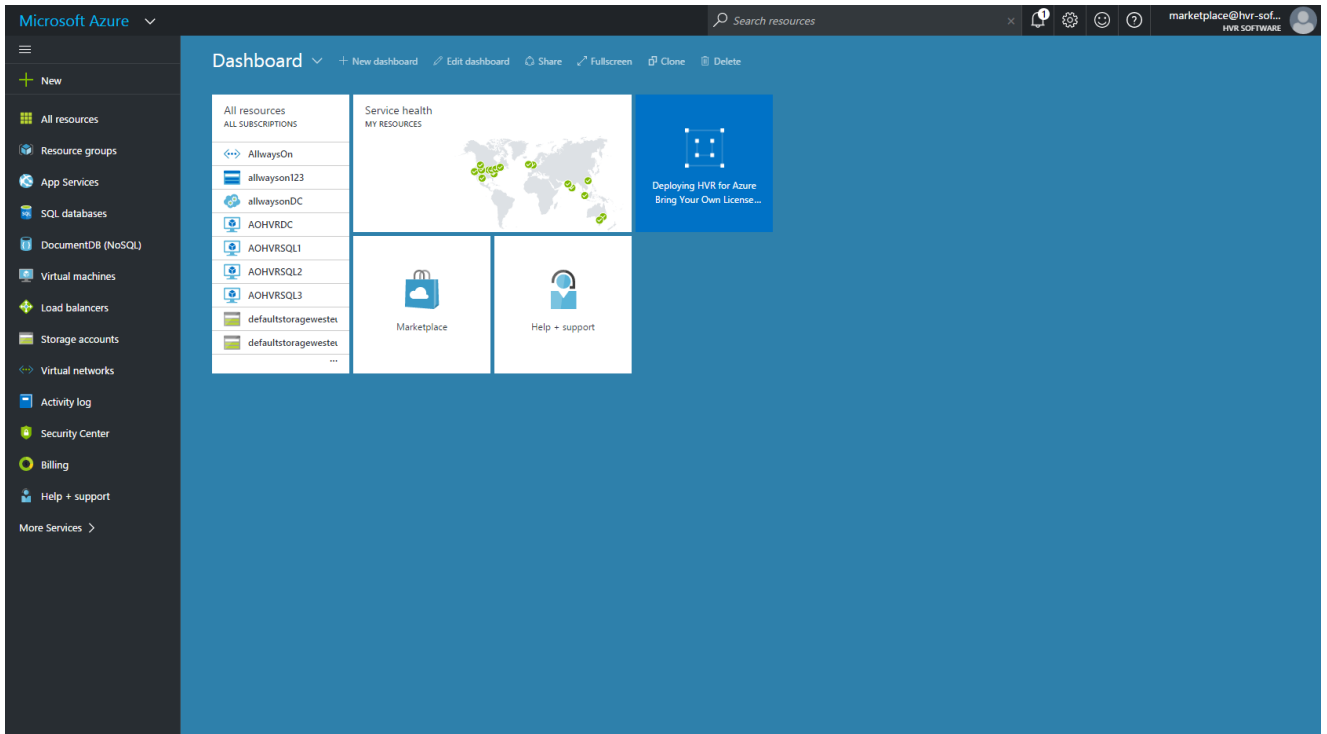 Microsoft Azure
Search resources
1
marketplace@hvr-sof...
HVR SOFTWARE
New
All resources
Resource groups
App Services
SQL databases
DocumentDB (NoSQL)
Virtual machines
Load balancers
Storage accounts
Virtual networks
Activity log
Security Center
Billing
Help + support
More Services
Dashboard
New dashboard
Edit dashboard
Share
Fullscreen
Clone
Delete
All resources
ALL SUBSCRIPTIONS
AllwaysOn
allwayson123
allwaysonDC
AOHVRDC
AOHVRSQL1
AOHVRSQL2
AOHVRSQL3
defaultstoragewesteu
defaultstoragewesteu
...
Service health
MY RESOURCES
Deploying HVR for Azure
Bring Your Own License...
Marketplace
Help + support